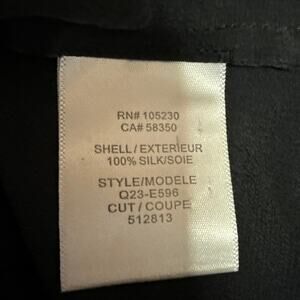 RN# 105230
CA# 58350
SHELL / EXTERIEUR
100% SILK/SOIE
STYLE/MODELE
Q23-E596
CUT / COUPE
512813